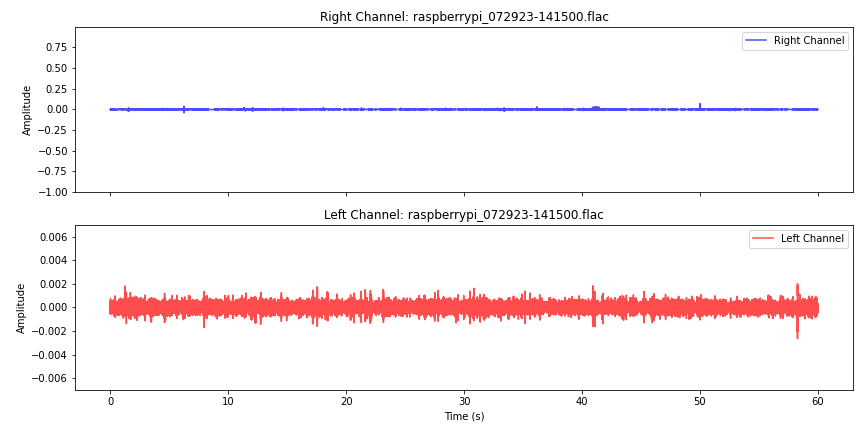 Right Channel: raspberrypi_072923-141500.flac
Right Channel
0.75
0.50
0.25
0.00
−0.25
−0.50
−0.75
−1.00
Amplitude
Left Channel: raspberrypi_072923-141500.flac
Left Channel
0.006
0.004
0.002
0.000
−0.002
−0.004
−0.006
Amplitude
0 10 20 30 40 50 60
Time (s)